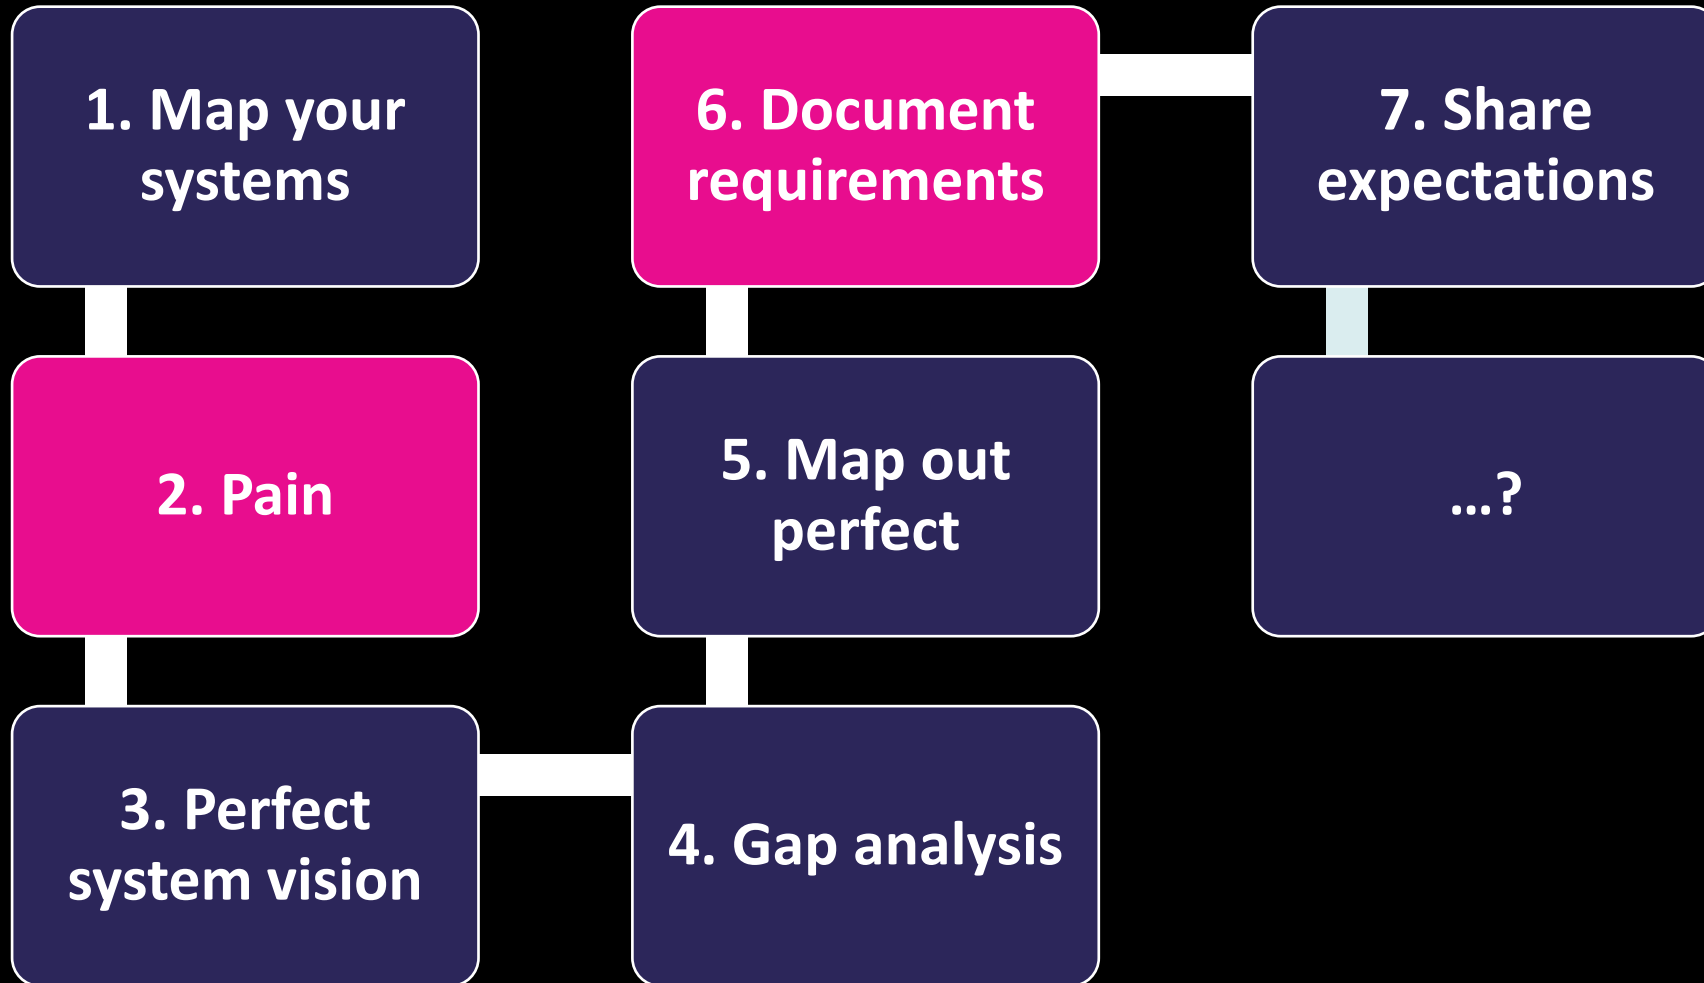 1. Map your
systems
2. Pain
3. Perfect
system vision
4. Gap analysis
5. Map out
perfect
6. Document
requirements
7. Share
expectations
...?